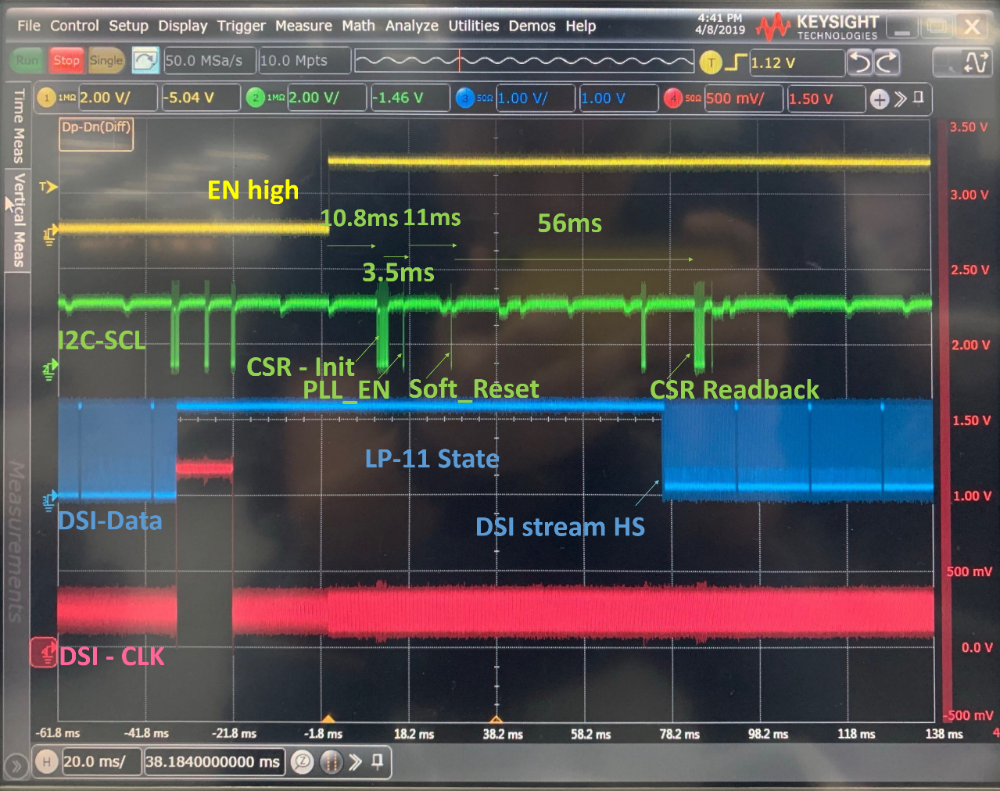 File Control Setup Display Trigger Measure Math Analyze Utilities Demos Help
4:41 PM
4/8/2019
KEYSIGHT
TECHNOLOGIES
Run Stop Single 50.0 MSa/s 10.0 Mpts T 1.12 V
1 1MΩ 2.00 V/ -5.04 V 2 1MΩ 2.00 V/ -1.46 V 3 50Ω 1.00 V/ 1.00 V 4 50Ω 500 mV/ 1.50 V
Time Meas
Vertical Meas
Measurements
Dp-Dn(Diff)
3.50 V
T
EN high
3.00 V
10.8ms 11ms
56ms
1
3.5ms
2.50 V
I2C-SCL
2.00 V
2
CSR - Init
PLL_EN Soft_Reset
CSR Readback
1.50 V
LP-11 State
3
1.00 V
DSI-Data
DSI stream HS
500 mV
4
DSI - CLK
0.0 V
-500 mV
-61.8 ms -41.8 ms -21.8 ms -1.8 ms 18.2 ms 38.2 ms 58.2 ms 78.2 ms 98.2 ms 118 ms 138 ms 4
H 20.0 ms/ 38.1840000000 ms Z